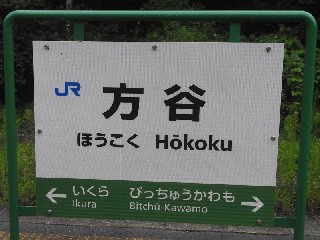 JR 方谷
ほうこく Hōkoku
← いくら びっちゅうかわも →
Ikura Bitchū-Kawamo